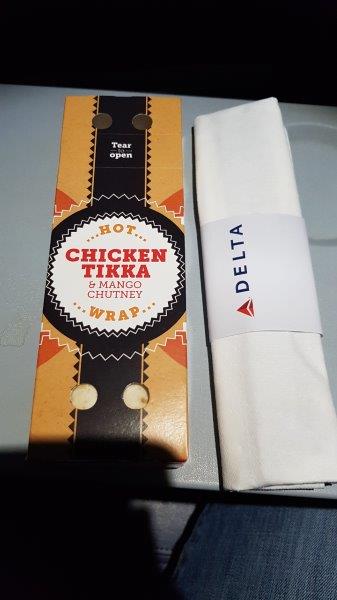 Tear
to
open
...HOT...
CHICKEN
TIKKA
& MANGO
CHUTNEY
...WRAP...
DELTA